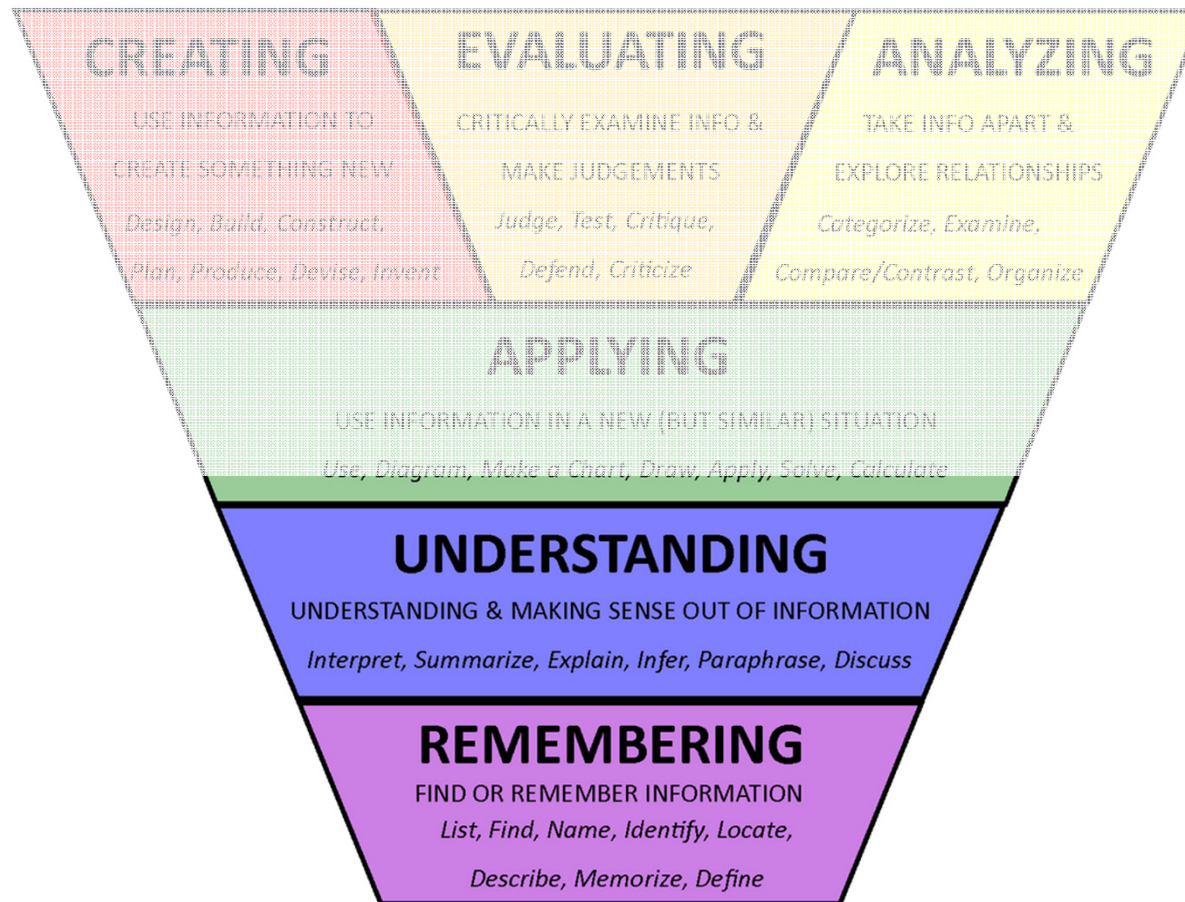 CREATING
USE INFORMATION TO
CREATE SOMETHING NEW
Design, Build, Construct,
Plan, Produce, Devise, Invent
EVALUATING
CRITICALLY EXAMINE INFO &
MAKE JUDGEMENTS
Judge, Test, Critique,
Defend, Criticize
ANALYZING
TAKE INFO APART &
EXPLORE RELATIONSHIPS
Categorize, Examine,
Compare/Contrast, Organize
APPLYING
USE INFORMATION IN A NEW (BUT SIMILAR) SITUATION
Use, Diagram, Make a Chart, Draw, Apply, Solve, Calculate
UNDERSTANDING
UNDERSTANDING & MAKING SENSE OUT OF INFORMATION
Interpret, Summarize, Explain, Infer, Paraphrase, Discuss
REMEMBERING
FIND OR REMEMBER INFORMATION
List, Find, Name, Identify, Locate,
Describe, Memorize, Define